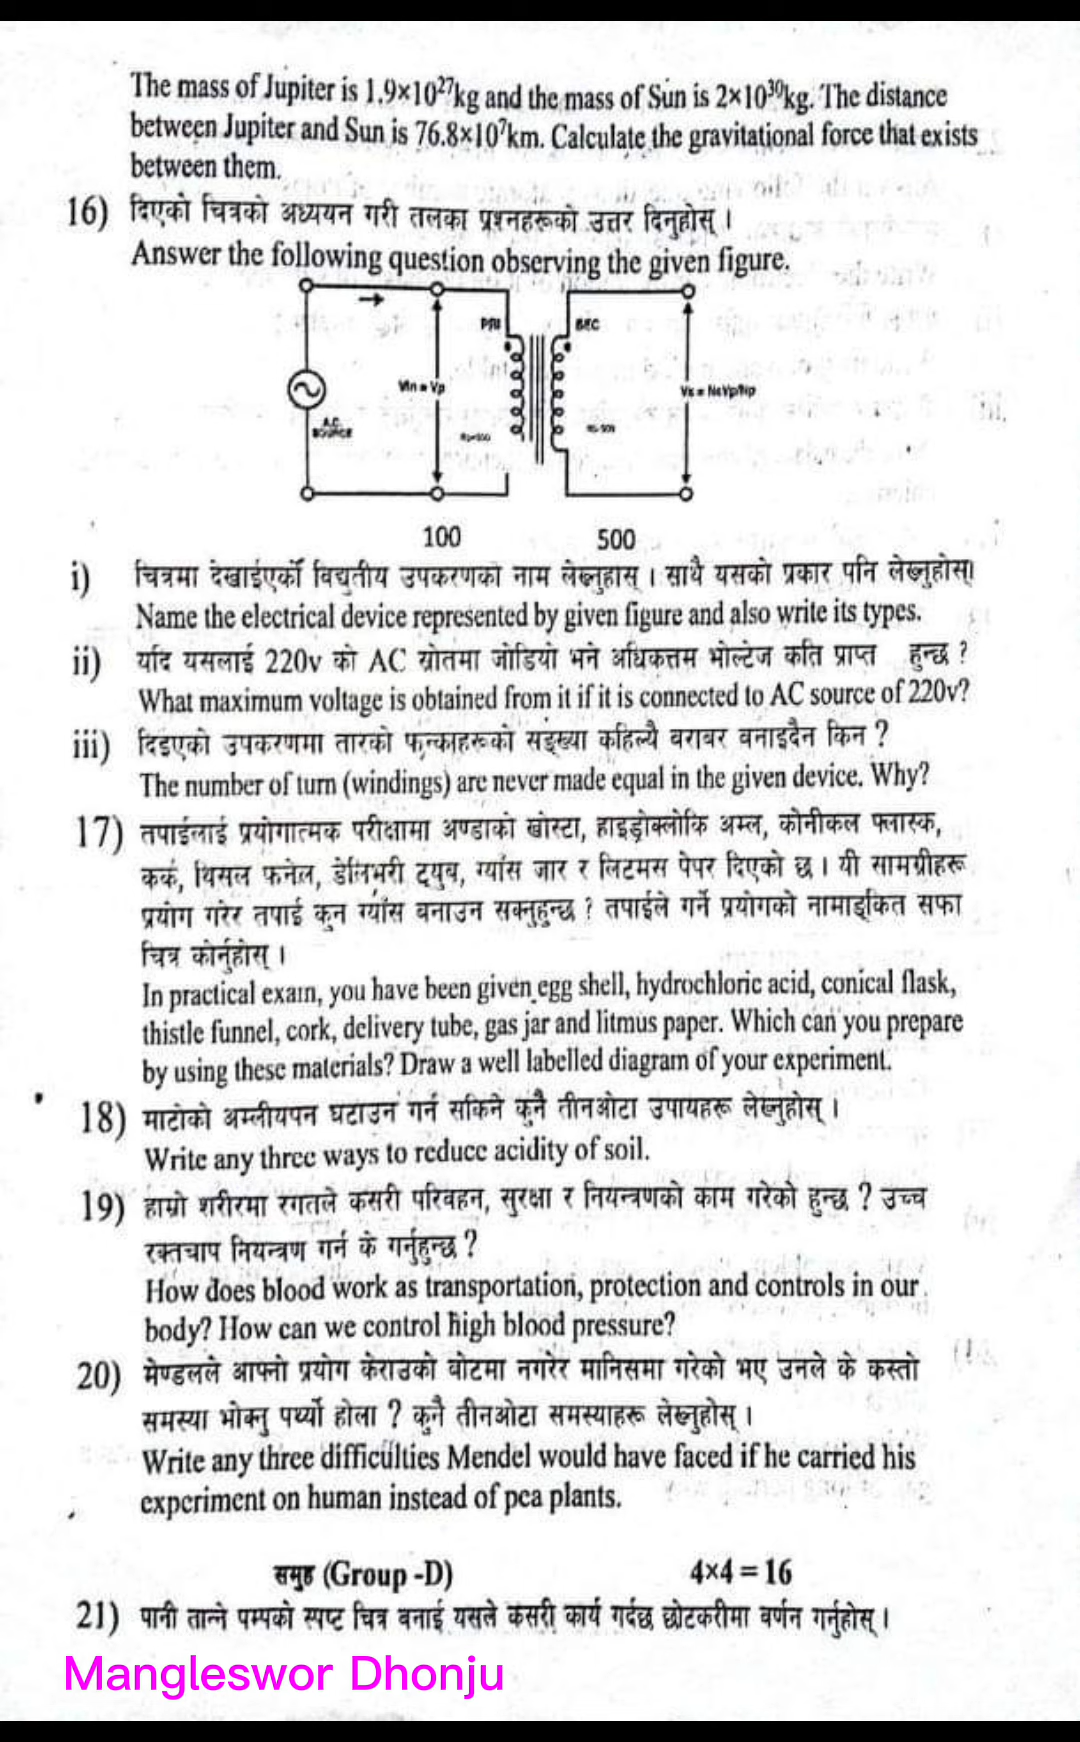 The mass of Jupiter is 1.9×10²⁷kg and the mass of Sun is 2×10³⁰kg. The distance
between Jupiter and Sun is 76.8×10⁷km. Calculate the gravitational force that exists
between them.
16) दिएको चित्रको अध्ययन गरी तलका प्रश्नहरूको उत्तर दिनुहोस् ।
Answer the following question observing the given figure.
PRI SEC
Vin = Vp Vs = NsVp/Np
A.C.
SOURCE
100 500
i) चित्रमा देखाईएको विद्युतीय उपकरणको नाम लेख्नुहास् । साथै यसको प्रकार पनि लेख्नुहोस्।
Name the electrical device represented by given figure and also write its types.
ii) यदि यसलाई 220v को AC स्रोतमा जोडियो भने अधिकत्तम भोल्टेज कति प्राप्त हुन्छ ?
What maximum voltage is obtained from it if it is connected to AC source of 220v?
iii) दिइएको उपकरणमा तारको फन्काहरूको सङ्ख्या कहिल्यै बराबर बनाइदैन किन ?
The number of turn (windings) are never made equal in the given device. Why?
17) तपाईलाई प्रयोगात्मक परीक्षामा अण्डाको खोस्टा, हाइड्रोक्लोकि अम्ल, कोनीकल फ्लास्क,
कर्क, थिसल फनेल, डेलिभरी ट्युब, ग्याँस जार र लिटमस पेपर दिएको छ । यी सामग्रीहरू
प्रयोग गरेर तपाई कुन ग्याँस बनाउन सक्नुहुन्छ ? तपाईले गर्ने प्रयोगको नामाङ्कित सफा
चित्र कोर्नुहोस् ।
In practical exam, you have been given egg shell, hydrochloric acid, conical flask,
thistle funnel, cork, delivery tube, gas jar and litmus paper. Which can you prepare
by using these materials? Draw a well labelled diagram of your experiment.
18) माटोको अम्लीयपन घटाउन गर्न सकिने कुनै तीनओटा उपायहरू लेख्नुहोस् ।
Write any three ways to reduce acidity of soil.
19) हाम्रो शरीरमा रगतले कसरी परिवहन, सुरक्षा र नियन्त्रणको काम गरेको हुन्छ ? उच्च
रक्तचाप नियन्त्रण गर्न के गर्नुहुन्छ ?
How does blood work as transportation, protection and controls in our
body? How can we control high blood pressure?
20) मेण्डलले आफ्नो प्रयोग केराउको बोटमा नगरेर मानिसमा गरेको भए उनले के कस्तो
समस्या भोक्नु पर्थ्यो होला ? कुनै तीनओटा समस्याहरू लेख्नुहोस् ।
Write any three difficulties Mendel would have faced if he carried his
experiment on human instead of pea plants.
समुह (Group -D) 4×4 = 16
21) पानी तान्ने पम्पको स्पष्ट चित्र बनाई यसले कसरी कार्य गर्दछ छोटकरीमा वर्णन गर्नुहोस् ।
Mangleswor Dhonju